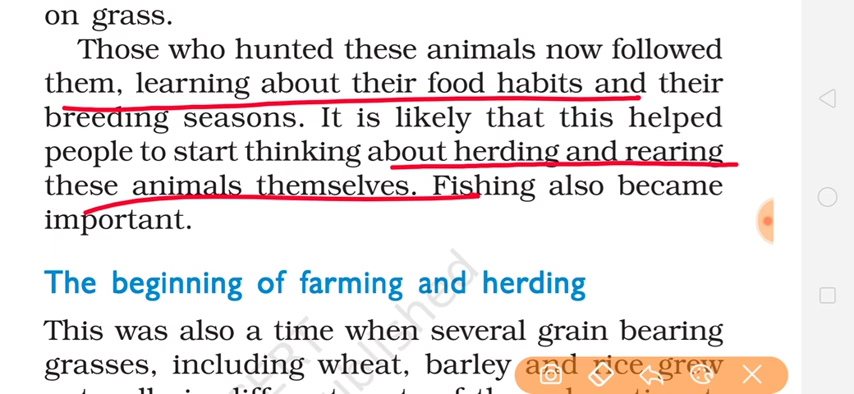 on grass.
Those who hunted these animals now followed
them, learning about their food habits and their
breeding seasons. It is likely that this helped
people to start thinking about herding and rearing
these animals themselves. Fishing also became
important.
The beginning of farming and herding
This was also a time when several grain bearing
grasses, including wheat, barley and rice grew